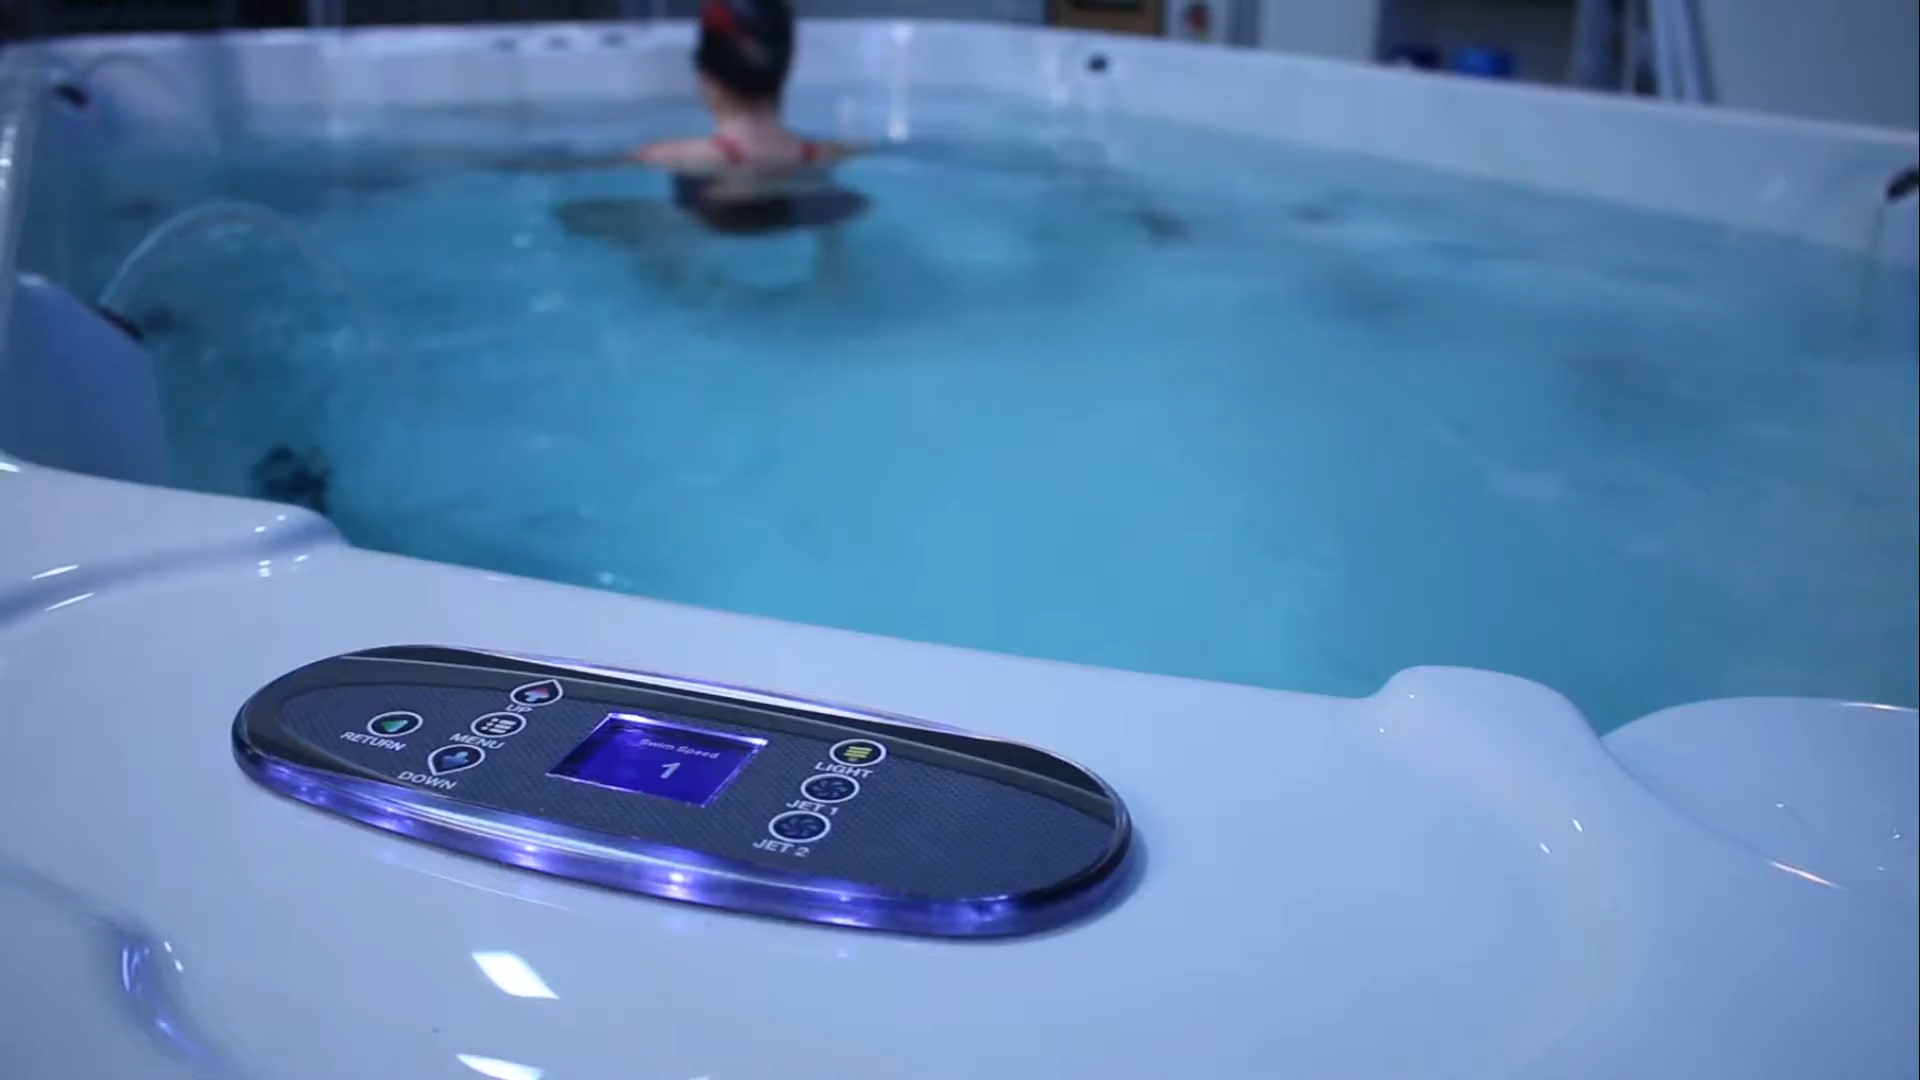 UP
RETURN
MENU
DOWN
Swim Speed
1
LIGHT
JET 1
JET 2